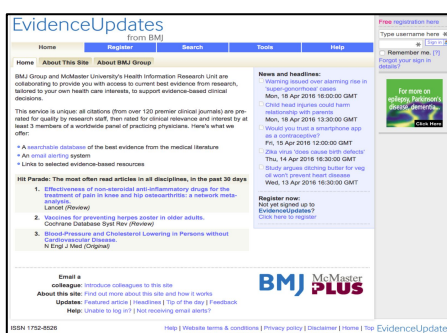 EvidenceUpdates
from BMJ
Free registration here
Type username here
Sign in
Remember me. [?]
Forgot your sign in
details?
Home Register Search Tools Help
Home About This Site About BMJ Group
BMJ Group and McMaster University's Health Information Research Unit are
collaborating to provide you with access to current best evidence from research,
tailored to your own health care interests, to support evidence-based clinical
decisions.
This service is unique: all citations (from over 120 premier clinical journals) are pre-
rated for quality by research staff, then rated for clinical relevance and interest by at
least 3 members of a worldwide panel of practicing physicians. Here's what we
offer:
A searchable database of the best evidence from the medical literature
An email alerting system
Links to selected evidence-based resources
Hit Parade: The most often read articles in all disciplines, in the past 30 days
1. Effectiveness of non-steroidal anti-inflammatory drugs for the
treatment of pain in knee and hip osteoarthritis: a network meta-
analysis.
Lancet (Review)
2. Vaccines for preventing herpes zoster in older adults.
Cochrane Database Syst Rev (Review)
3. Blood-Pressure and Cholesterol Lowering in Persons without
Cardiovascular Disease.
N Engl J Med (Original)
News and headlines:
Warning issued over alarming rise in
'super-gonorrhoea' cases
Mon, 18 Apr 2016 16:00:00 GMT
Child head injuries could harm
relationship with parents
Mon, 18 Apr 2016 13:30:00 GMT
Would you trust a smartphone app
as a contraceptive?
Fri, 15 Apr 2016 12:00:00 GMT
Zika virus 'does cause birth defects'
Thu, 14 Apr 2016 16:30:00 GMT
Study argues ditching butter for veg
oil won't prevent heart disease
Wed, 13 Apr 2016 16:30:00 GMT
Register now:
Not yet signed up to
EvidenceUpdates?
Click here to register
For more on
epilepsy, Parkinson's
disease, dementia...
Click Here
Email a
colleague: Introduce colleagues to this site
About this site: Find out more about this site and how it works
Updates: Featured article | Headlines | Tip of the day | Feedback
Help: Unable to log in? | Not receiving email alerts?
BMJ McMaster
PLUS
ISSN 1752-8526 Help | Website terms & conditions | Privacy policy | Disclaimer | Home | Top EvidenceUpdate